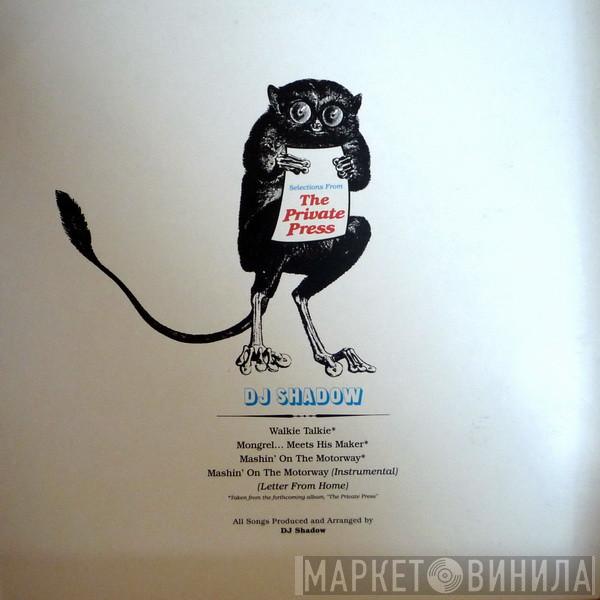 Selections From
The
Private
Press
DJ SHADOW
Walkie Talkie*
Mongrel... Meets His Maker*
Mashin' On The Motorway*
Mashin' On The Motorway (Instrumental)
(Letter From Home)
*Taken from the forthcoming album, "The Private Press"
All Songs Produced and Arranged by
DJ Shadow
МАРКЕТ ВИНИЛА